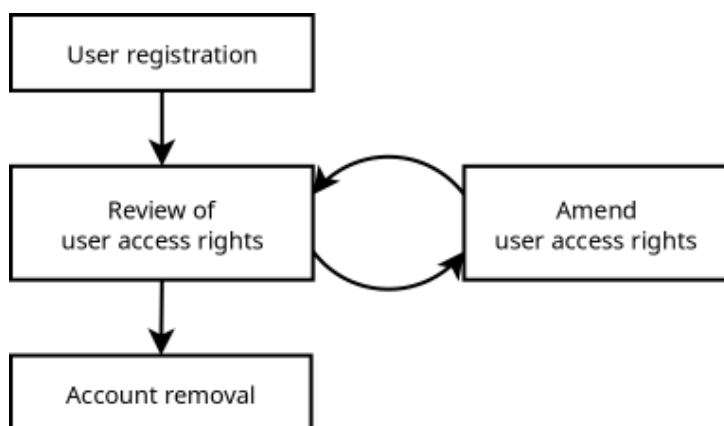 User registration
Review of
user access rights
Amend
user access rights
Account removal